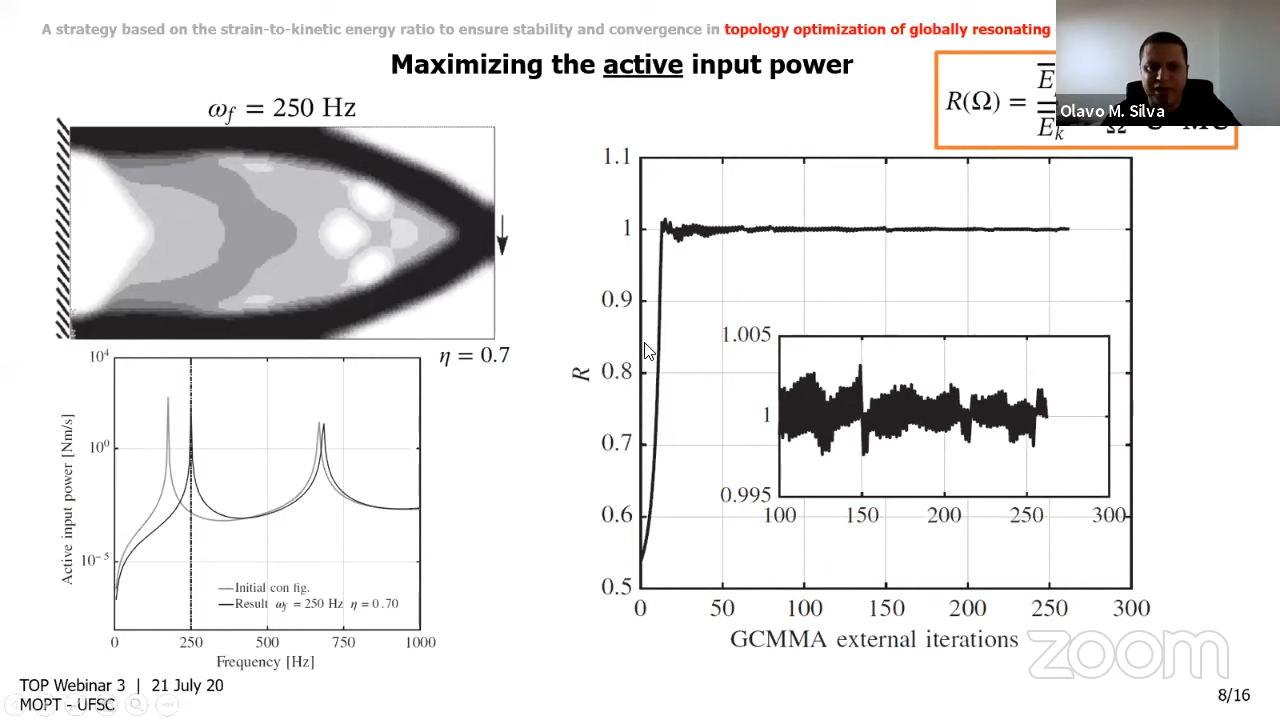 A strategy based on the strain-to-kinetic energy ratio to ensure stability and convergence in topology optimization of globally resonating
Maximizing the active input power
R(Ω) =
Olavo M. Silva
ω_f = 250 Hz
η = 0.7
10⁴
10⁰
10⁻⁵
Active input power [Nm/s]
Initial con fig.
Result ω_f = 250 Hz η = 0.70
0 250 500 750 1000
Frequency [Hz]
1.1
1
0.9
0.8
0.7
0.6
0.5
R
1.005
1
0.995
100 150 200 250 300
0 50 100 150 200 250 300
GCMMA external iterations
zoom
TOP Webinar 3 | 21 July 20
MOPT - UFSC
8/16